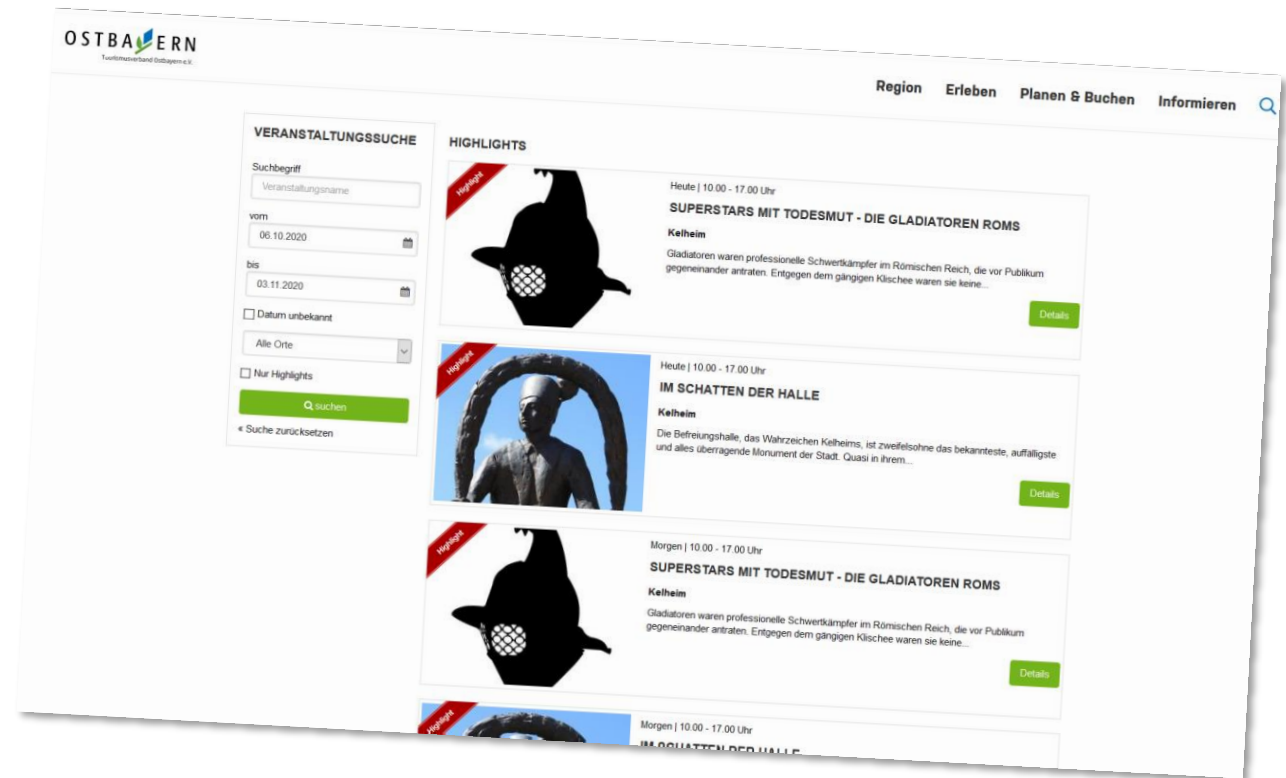 OSTBAYERN
Tourismusverband Ostbayern e.V.
Region Erleben Planen & Buchen Informieren
VERANSTALTUNGSSUCHE
Suchbegriff
Veranstaltungsname
vom
06.10.2020
bis
03.11.2020
Datum unbekannt
Alle Orte
Nur Highlights
suchen
« Suche zurücksetzen
HIGHLIGHTS
Highlight
Heute | 10.00 - 17.00 Uhr
SUPERSTARS MIT TODESMUT - DIE GLADIATOREN ROMS
Kelheim
Gladiatoren waren professionelle Schwertkämpfer im Römischen Reich, die vor Publikum
gegeneinander antraten. Entgegen dem gängigen Klischee waren sie keine...
Details
Highlight
Heute | 10.00 - 17.00 Uhr
IM SCHATTEN DER HALLE
Kelheim
Die Befreiungshalle, das Wahrzeichen Kelheims, ist zweifelsohne das bekannteste, auffälligste
und alles überragende Monument der Stadt. Quasi in ihrem...
Details
Highlight
Morgen | 10.00 - 17.00 Uhr
SUPERSTARS MIT TODESMUT - DIE GLADIATOREN ROMS
Kelheim
Gladiatoren waren professionelle Schwertkämpfer im Römischen Reich, die vor Publikum
gegeneinander antraten. Entgegen dem gängigen Klischee waren sie keine...
Details
Highlight
Morgen | 10.00 - 17.00 Uhr
IM SCHATTEN DER HALLE